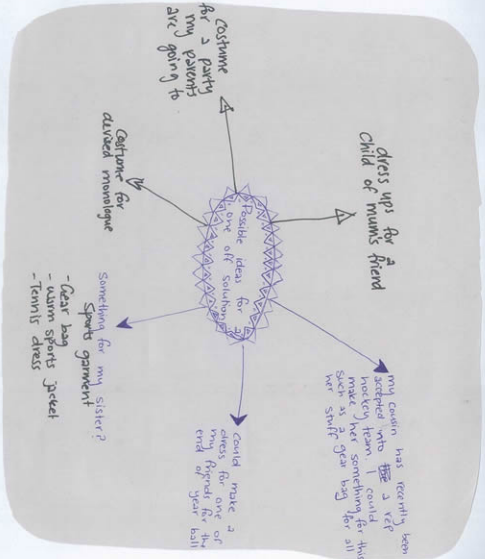 Possible ideas for a
one off solution
dress ups for a
child of mum's friend
my cousin has recently been
accepted into a rep
hockey team. I could
make her something for this
such as a gear bag for all
her stuff
could make a
dress for one of
my friends for the
end of year ball
Something for my sister?
Sports garment
- Gear bag
- warm sports jacket
- Tennis dress
Costume for
devised monologue
Costume
for a party
my parents
are going to